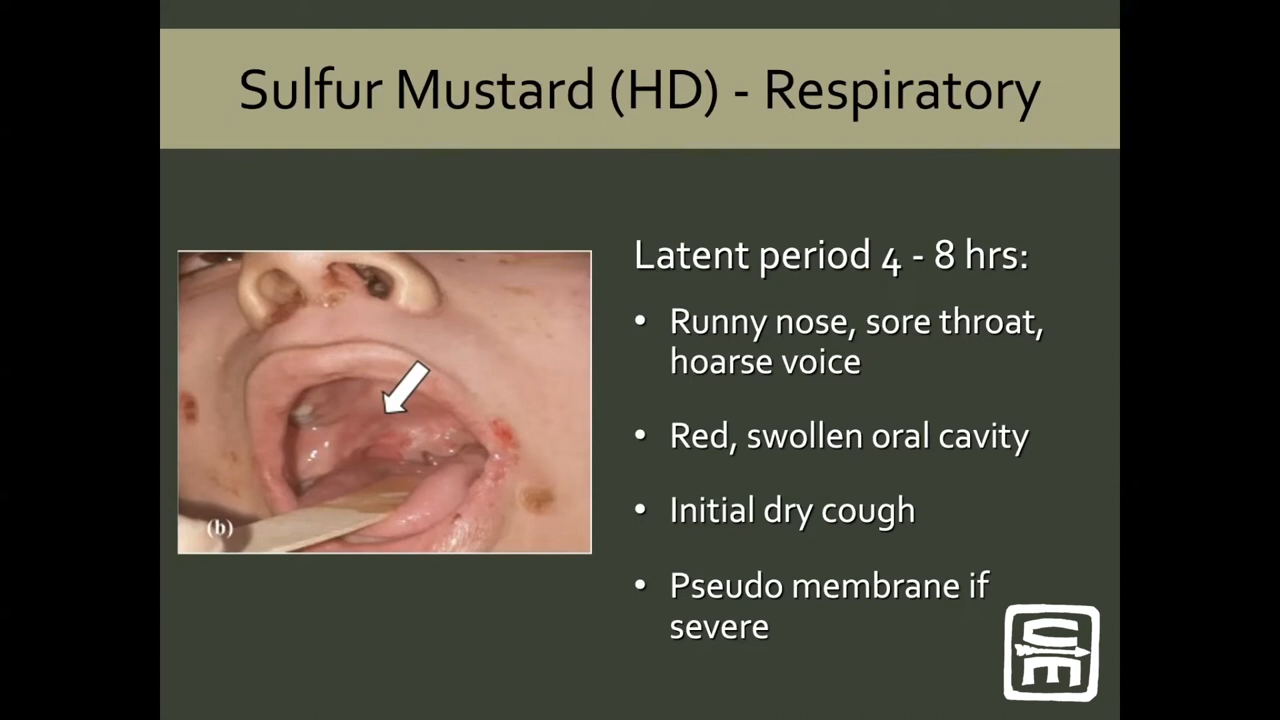 Sulfur Mustard (HD) - Respiratory
Latent period 4 - 8 hrs:
• Runny nose, sore throat,
hoarse voice
• Red, swollen oral cavity
• Initial dry cough
• Pseudo membrane if
severe
(b)
CM